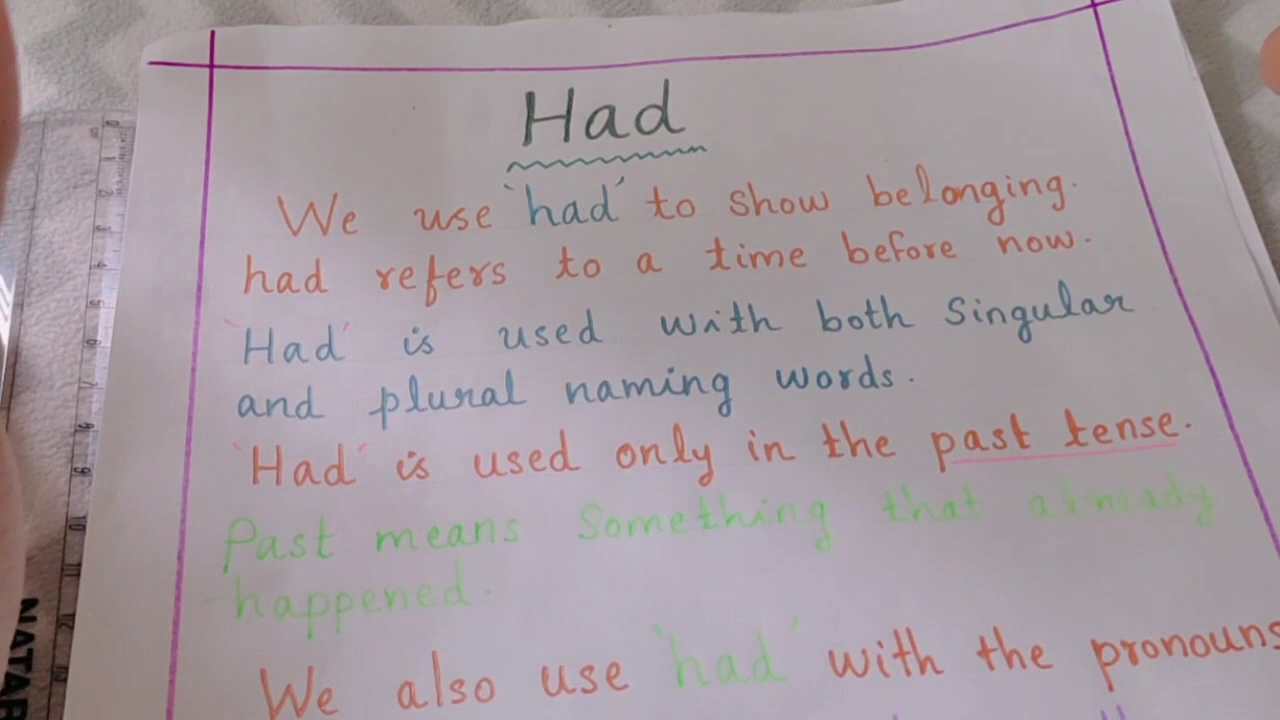 Had
We use 'had' to show belonging.
had refers to a time before now.
'Had' is used with both singular
and plural naming words.
'Had' is used only in the past tense.
Past means something that already
happened.
We also use 'had' with the pronouns
NATAR